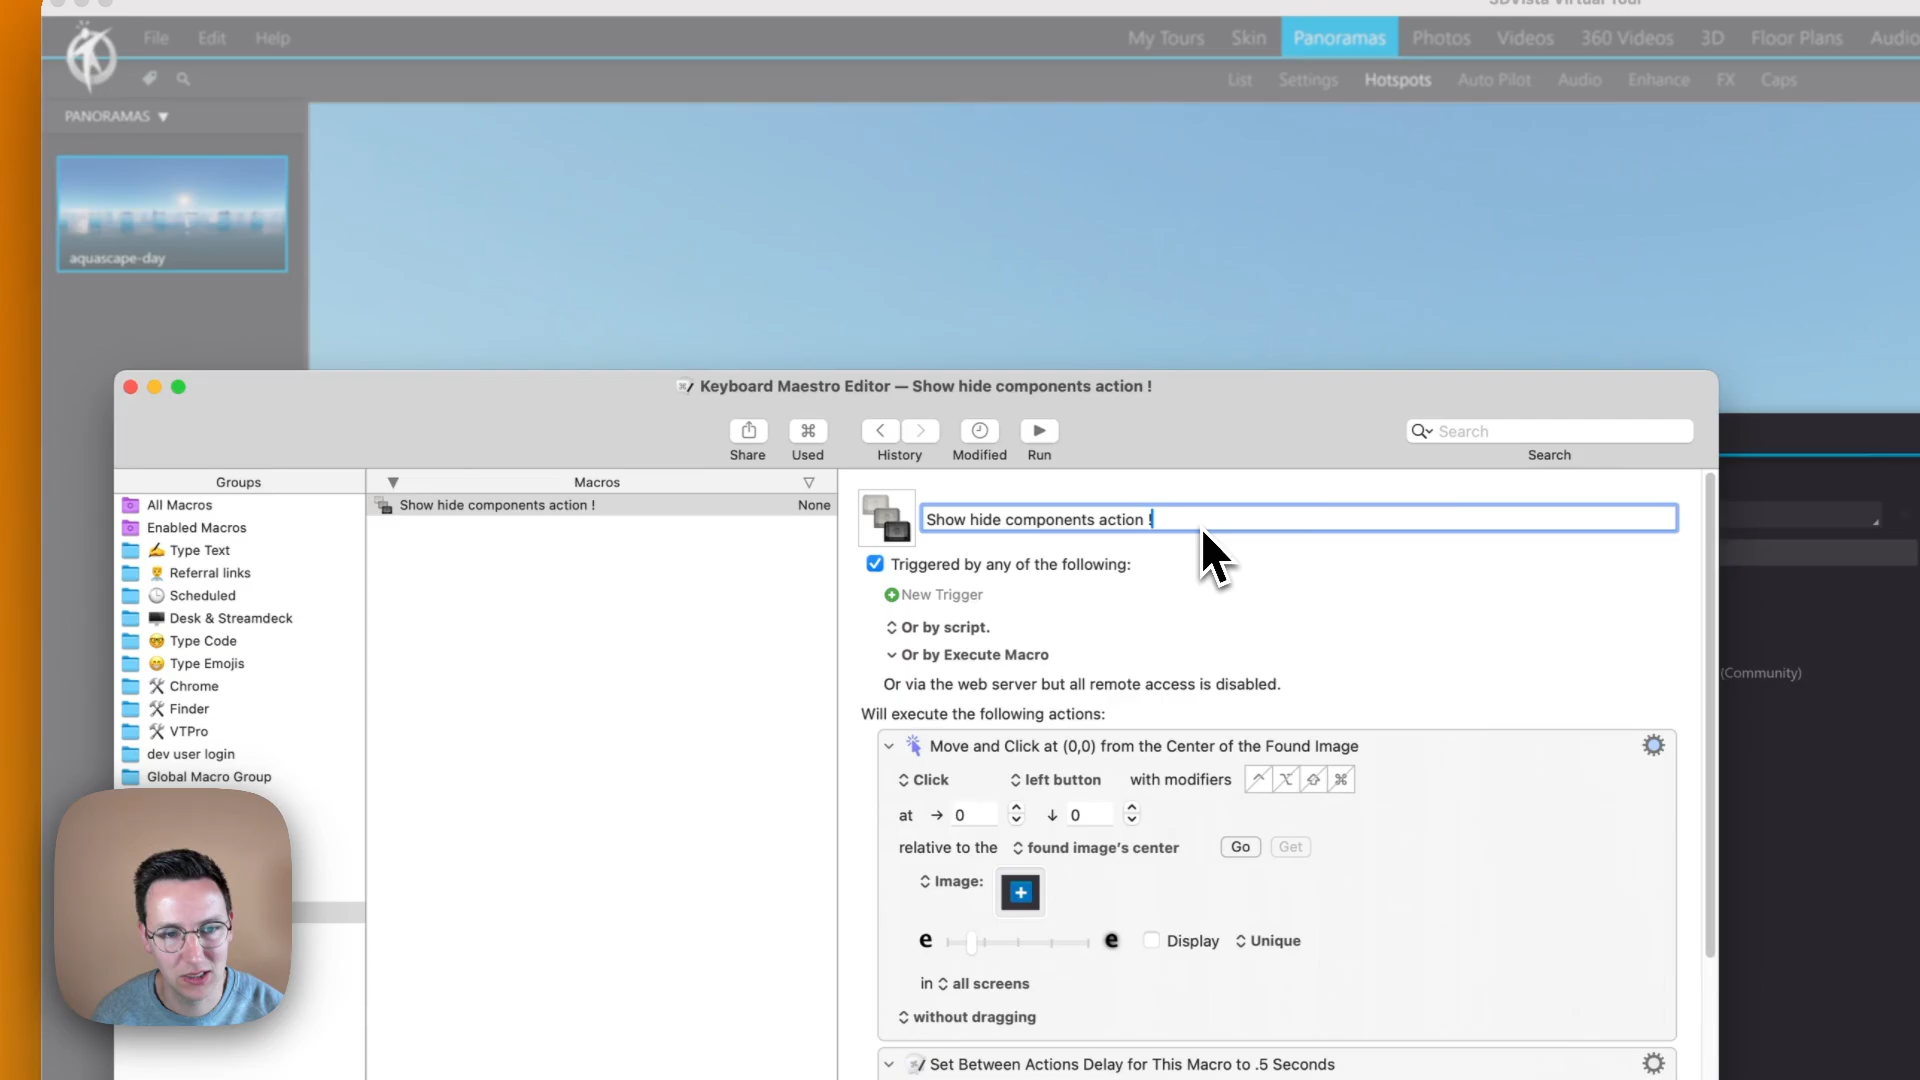 File Edit Help
My Tours Skin Panoramas Photos Videos 360 Videos 3D Floor Plans Audio
List Settings Hotspots Auto Pilot Audio Enhance FX Caps
PANORAMAS ▼
aquascape-day
Keyboard Maestro Editor — Show hide components action !
Share Used History Modified Run
Search
Search
Groups
All Macros
Enabled Macros
✍️ Type Text
Referral links
Scheduled
🖥️ Desk & Streamdeck
🤓 Type Code
😁 Type Emojis
🛠 Chrome
🛠 Finder
🛠 VTPro
dev user login
Global Macro Group
Macros
Show hide components action ! None
Show hide components action !
Triggered by any of the following:
New Trigger
Or by script.
Or by Execute Macro
Or via the web server but all remote access is disabled.
Will execute the following actions:
Move and Click at (0,0) from the Center of the Found Image
Click left button with modifiers ^ ⌥ ⇧ ⌘
at → 0 ↓ 0
relative to the found image's center Go Get
Image:
e e Display Unique
in all screens
without dragging
Set Between Actions Delay for This Macro to .5 Seconds
(Community)